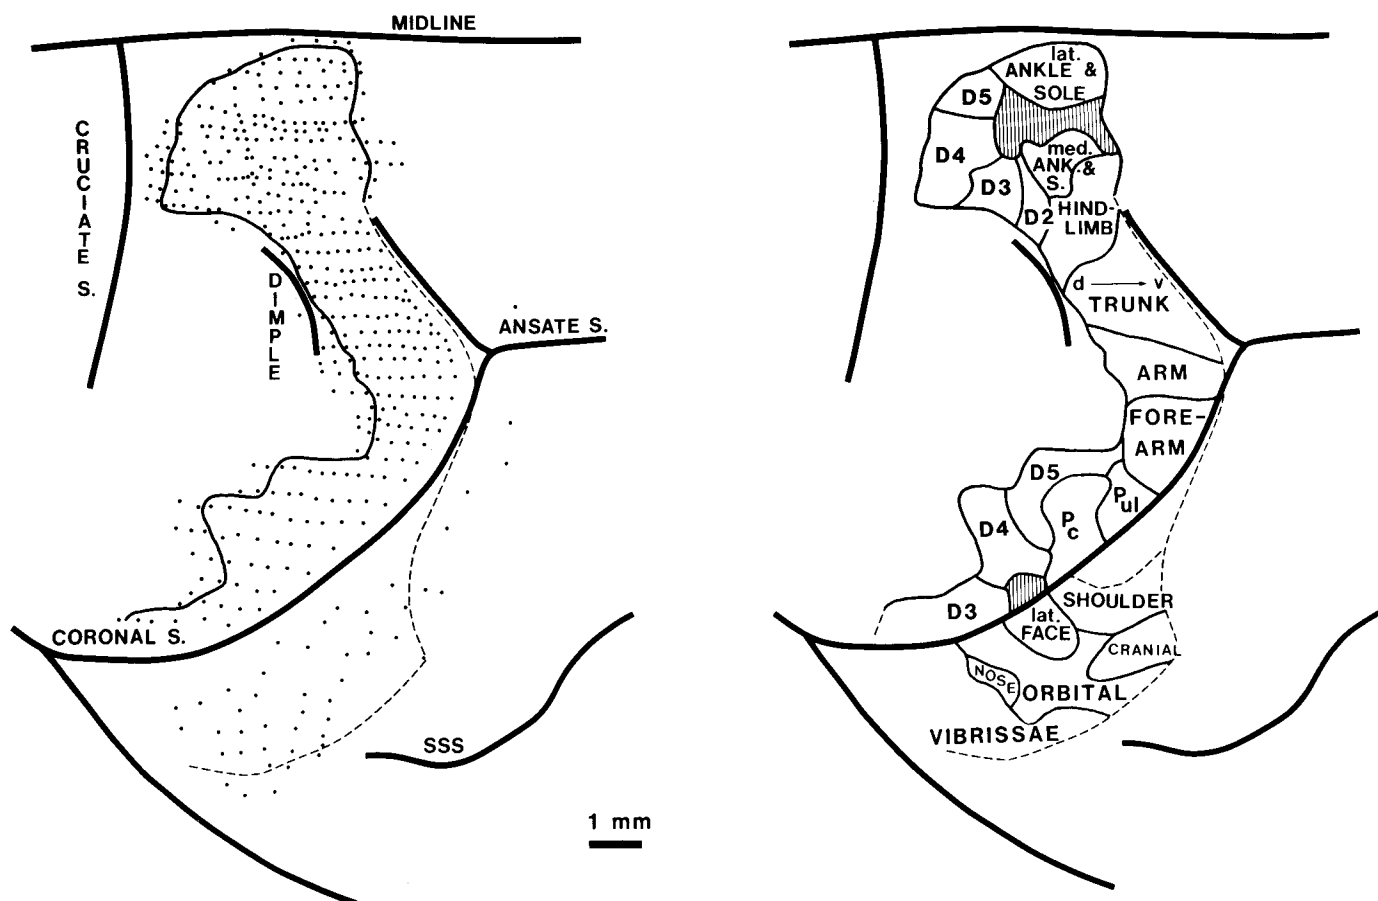 MIDLINE
CRUCIATE S.
DIMPLE
ANSATE S.
CORONAL S.
SSS
1 mm
lat.
ANKLE &
SOLE
D5
D4
med.
ANK.&
S.
D3
D2
HIND-
LIMB
d v
TRUNK
ARM
FORE-
ARM
D5
Pul
Pc
D4
D3
SHOULDER
lat.
FACE
CRANIAL
NOSE
ORBITAL
VIBRISSAE